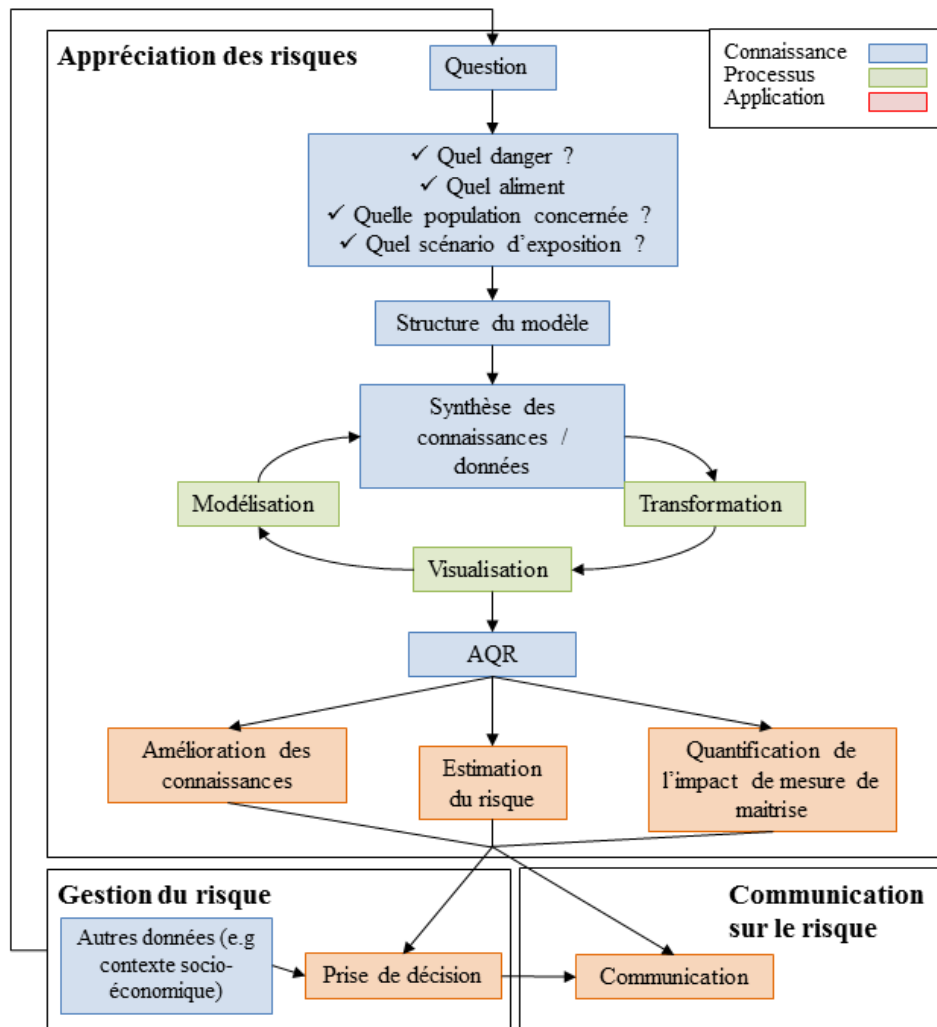 Appréciation des risques
Connaissance
Processus
Application
Question
✓ Quel danger ?
✓ Quel aliment
✓ Quelle population concernée ?
✓ Quel scénario d'exposition ?
Structure du modèle
Synthèse des
connaissances /
données
Modélisation
Transformation
Visualisation
AQR
Amélioration des
connaissances
Estimation
du risque
Quantification de
l'impact de mesure de
maitrise
Gestion du risque
Autres données (e.g
contexte socio-
économique)
Prise de décision
Communication
sur le risque
Communication